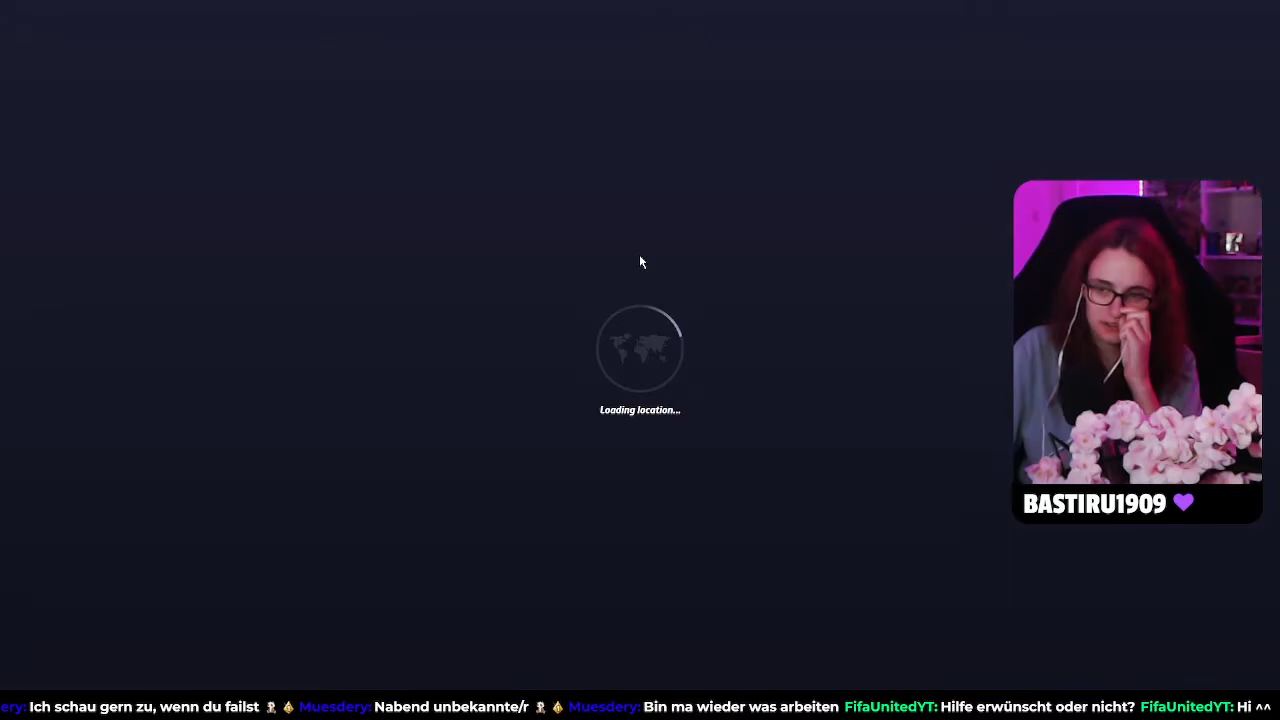 Loading location...
BASTIRU1909
ery: Ich schau gern zu, wenn du failst Muesdery: Nabend unbekannte/r Muesdery: Bin ma wieder was arbeiten FifaUnitedYT: Hilfe erwünscht oder nicht? FifaUnitedYT: Hi ^^